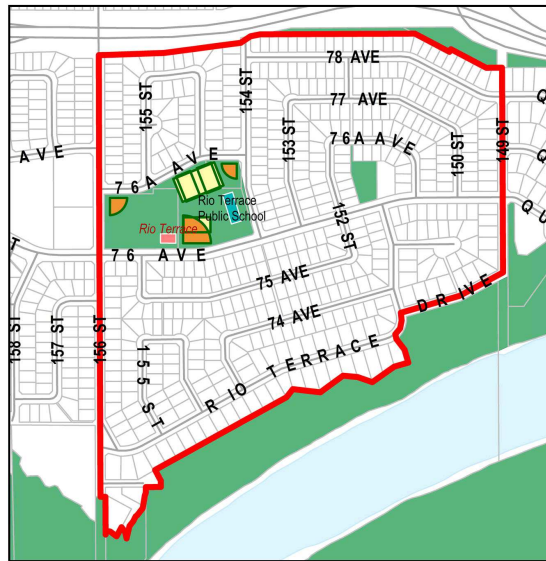 78 AVE
77 AVE
155 ST
154 ST
153 ST
76A AVE
150 ST
149 ST
Q
Q
AVE
76A AVE
Rio Terrace
Public School
Rio Terrace
152 ST
Q U
T
76 AVE
75 AVE
74 AVE
DRIVE
158 ST
157 ST
156 ST
155 ST
RIO TERRACE